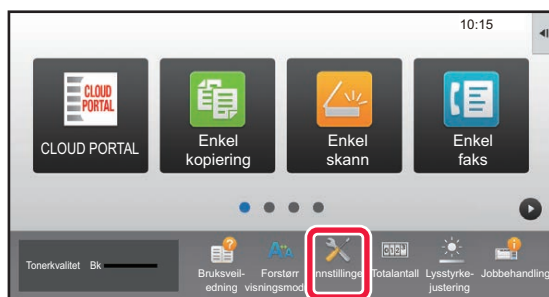 10:15
CLOUD
PORTAL
CLOUD PORTAL
Enkel
kopiering
Enkel
skann
Enkel
faks
Tonerkvalitet Bk
Bruksveil-
edning
Forstørr
visningsmod
Innstillinger
Totalantall
Lysstyrke-
justering
Jobbehandling